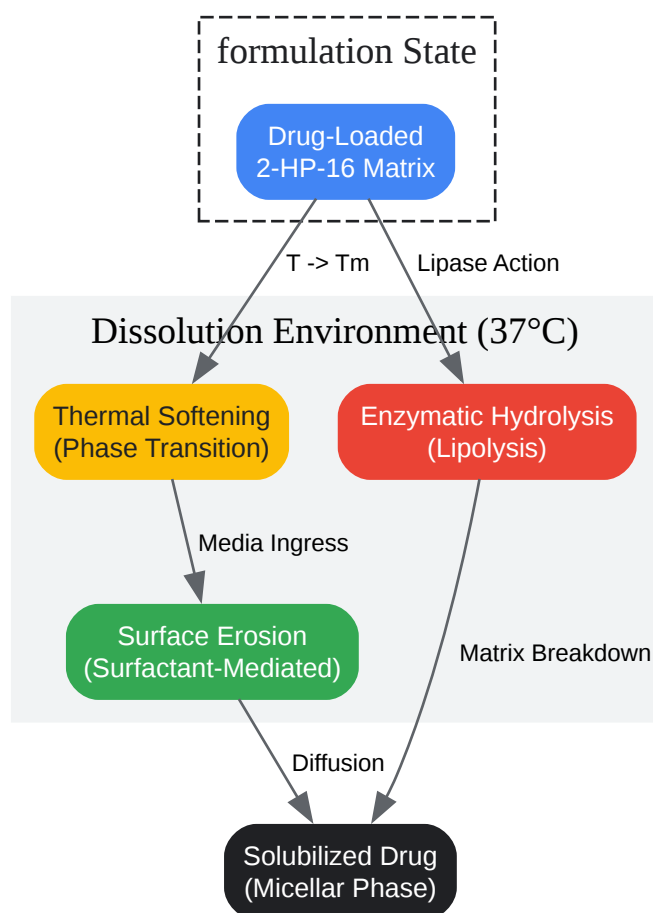 formulation State
Drug-Loaded
2-HP-16 Matrix
T -> Tm
Lipase Action
Dissolution Environment (37°C)
Thermal Softening
(Phase Transition)
Enzymatic Hydrolysis
(Lipolysis)
Media Ingress
Surface Erosion
(Surfactant-Mediated)
Matrix Breakdown
Diffusion
Solubilized Drug
(Micellar Phase)